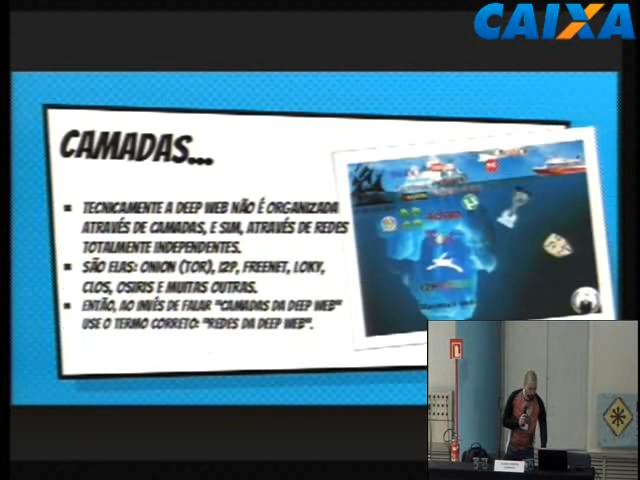 CAIXA
CAMADAS...
TECNICAMENTE A DEEP WEB NÃO É ORGANIZADA
ATRAVÉS DE CAMADAS, E SIM, ATRAVÉS DE REDES
TOTALMENTE INDEPENDENTES.
SÃO ELAS: ONION (TOR), I2P, FREENET, LOKY,
CLOS, OSIRIS E MUITAS OUTRAS.
ENTÃO, AO INVÉS DE FALAR "CAMADAS DA DEEP WEB"
USE O TERMO CORRETO: "REDES DA DEEP WEB".